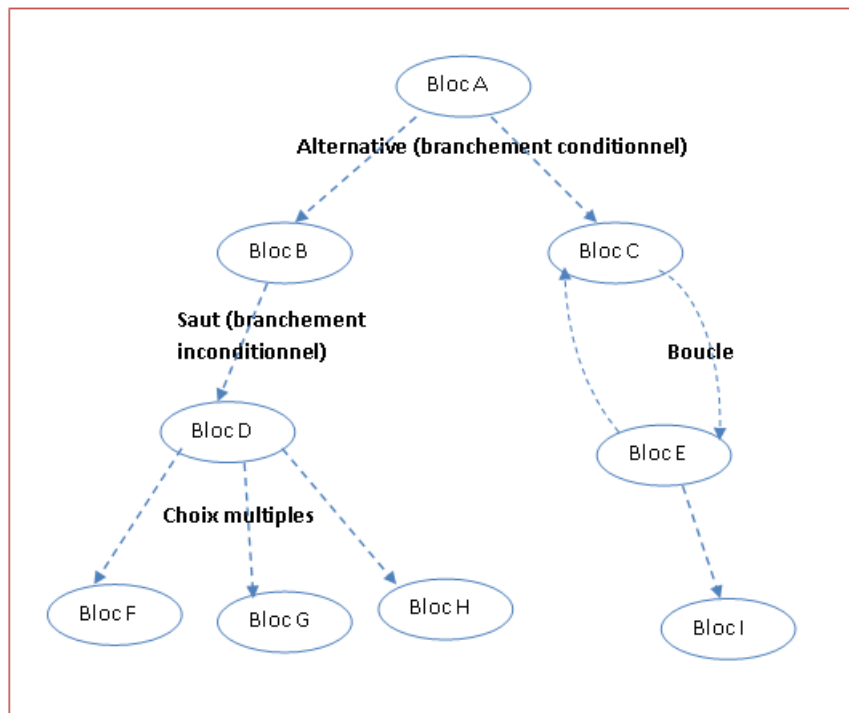 Bloc A
Alternative (branchement conditionnel)
Bloc B
Bloc C
Saut (branchement
inconditionnel)
Boucle
Bloc D
Bloc E
Choix multiples
Bloc F
Bloc G
Bloc H
Bloc I